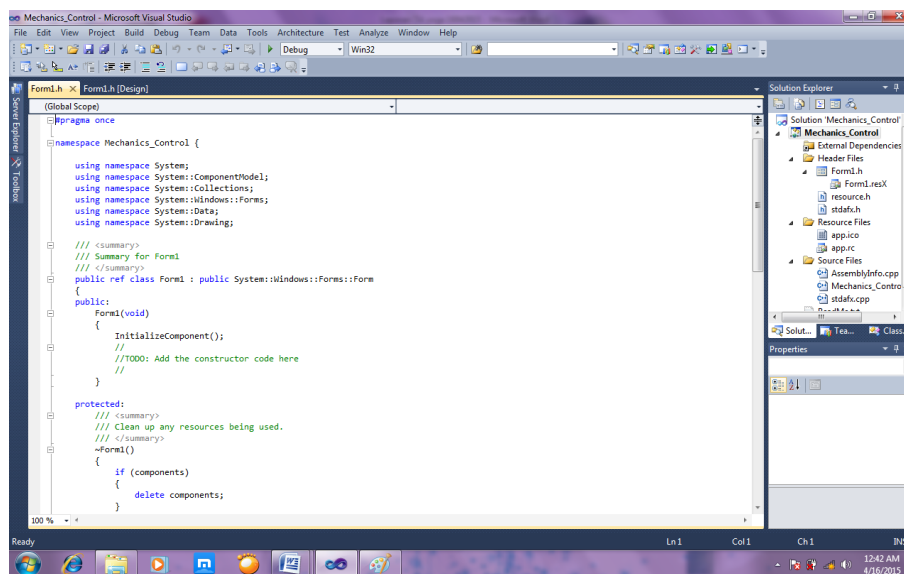 Mechanics_Control - Microsoft Visual Studio
File Edit View Project Build Debug Team Data Tools Architecture Test Analyze Window Help
Debug Win32
Form1.h Form1.h [Design]
(Global Scope)
#pragma once
namespace Mechanics_Control {
using namespace System;
using namespace System::ComponentModel;
using namespace System::Collections;
using namespace System::Windows::Forms;
using namespace System::Data;
using namespace System::Drawing;
/// <summary>
/// Summary for Form1
/// </summary>
public ref class Form1 : public System::Windows::Forms::Form
{
public:
Form1(void)
{
InitializeComponent();
//
//TODO: Add the constructor code here
//
}
protected:
/// <summary>
/// Clean up any resources being used.
/// </summary>
~Form1()
{
if (components)
{
delete components;
}
100 %
Server Explorer
Toolbox
Solution Explorer
Solution 'Mechanics_Control'
Mechanics_Control
External Dependencies
Header Files
Form1.h
Form1.resX
resource.h
stdafx.h
Resource Files
app.ico
app.rc
Source Files
AssemblyInfo.cpp
Mechanics_Contro
stdafx.cpp
Solut... Tea... Class
Properties
Ready Ln 1 Col 1 Ch 1 IN
12:42 AM
4/16/2015